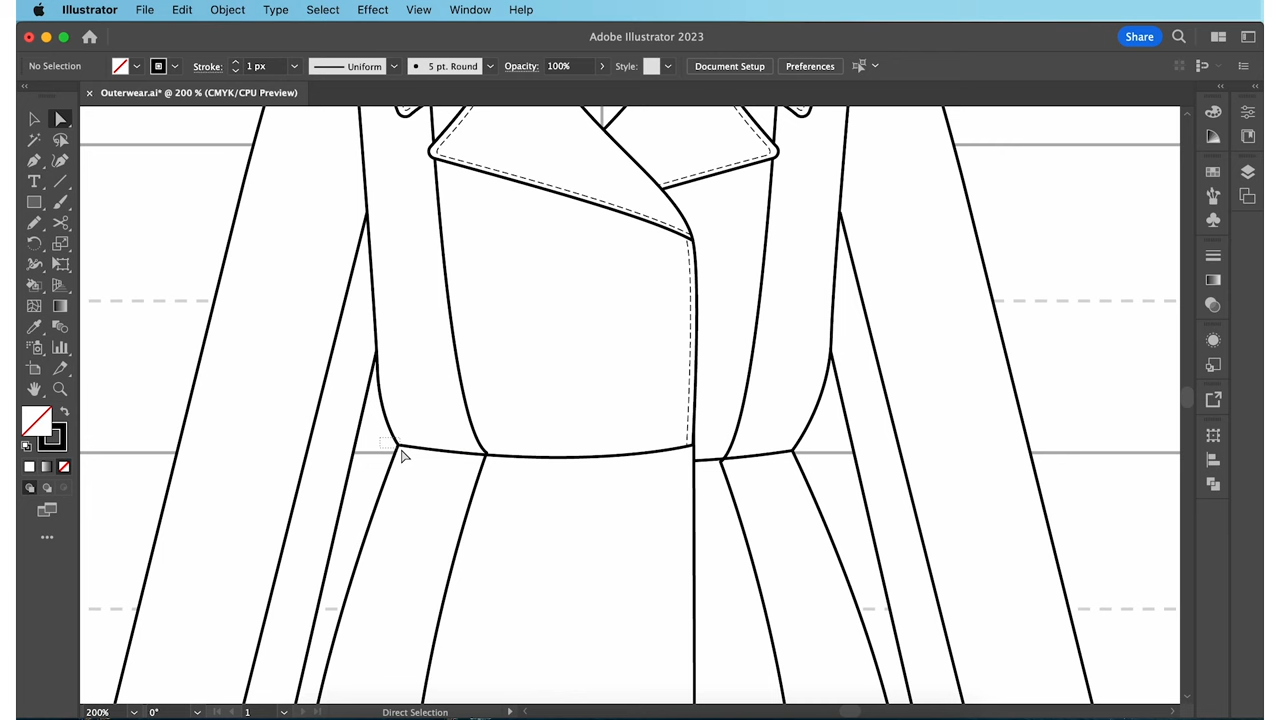 Illustrator File Edit Object Type Select Effect View Window Help
Adobe Illustrator 2023
Share
No Selection Stroke: 1 px Uniform 5 pt. Round Opacity: 100% Style: Document Setup Preferences
Outerwear.ai* @ 200 % (CMYK/CPU Preview)
200% 0° 1 Direct Selection